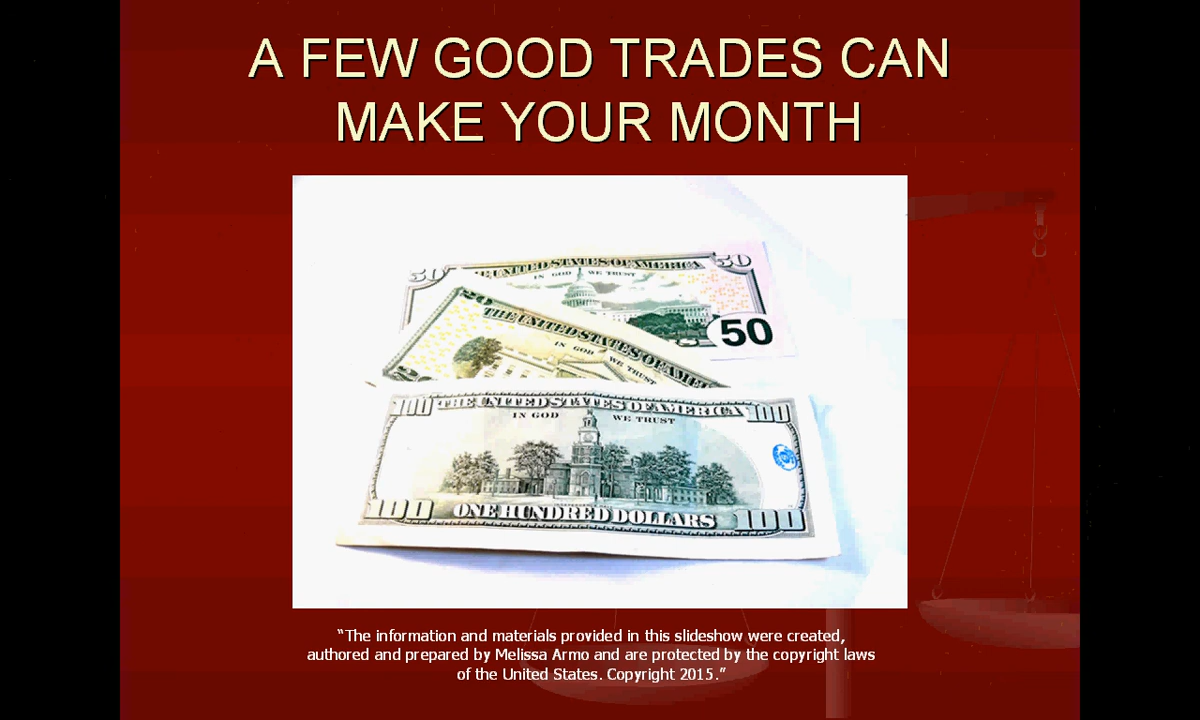 A FEW GOOD TRADES CAN
MAKE YOUR MONTH
50 THE UNITED STATES OF AMERICA 50
IN GOD WE TRUST
50
20
THE UNITED STATES OF AMERICA
IN GOD WE TRUST
20
100 THE UNITED STATES OF AMERICA 100
IN GOD WE TRUST
100 ONE HUNDRED DOLLARS 100
“The information and materials provided in this slideshow were created,
authored and prepared by Melissa Armo and are protected by the copyright laws
of the United States. Copyright 2015.”